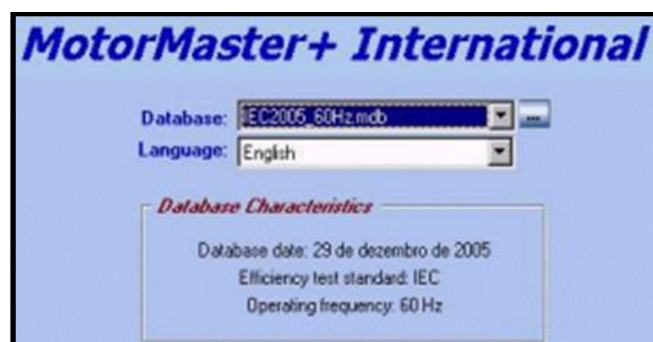 MotorMaster+ International
Database: IEC2005_60Hz.mdb ...
Language: English
Database Characteristics
Database date: 29 de dezembro de 2005
Efficiency test standard: IEC
Operating frequency: 60 Hz